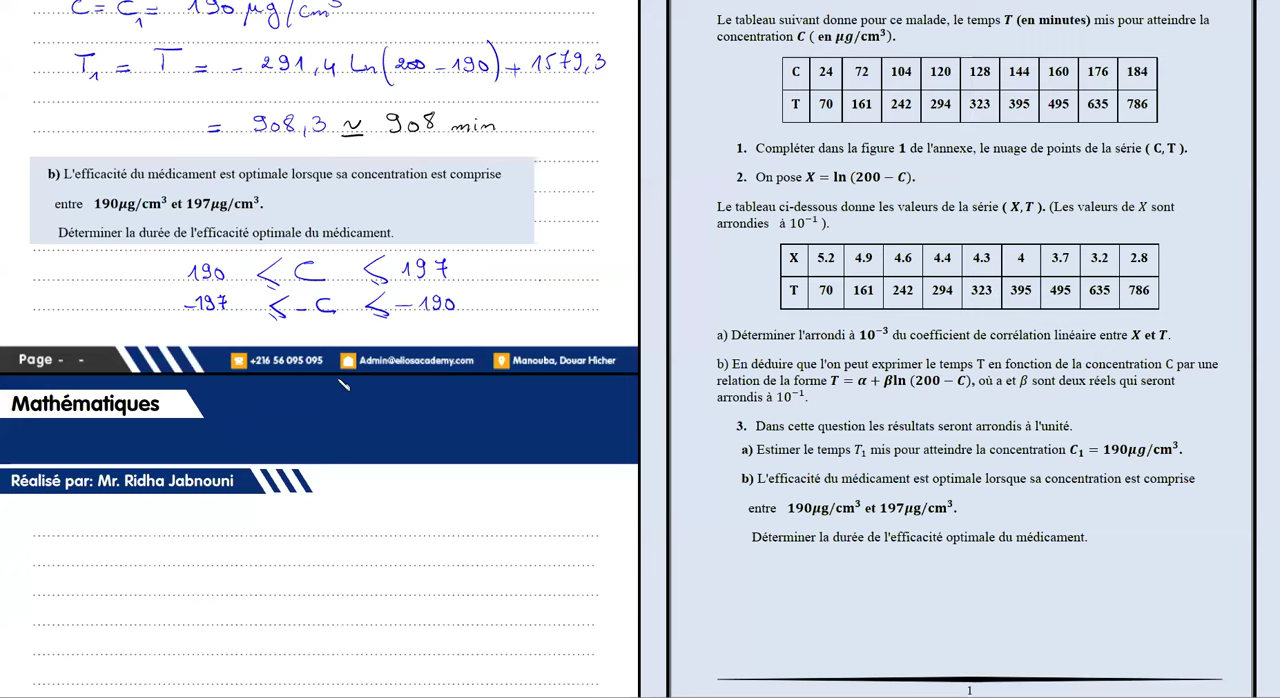 C = C₁ = 190 μg/cm³
T₁ = T = - 291,4 Ln(200 - 190) + 1579,3
= 908,3 ≃ 908 min
b) L'efficacité du médicament est optimale lorsque sa concentration est comprise
entre 190μg/cm³ et 197μg/cm³.
Déterminer la durée de l'efficacité optimale du médicament.
190 ≤ C ≤ 197
-197 ≤ - C ≤ - 190
Page - -
+216 56 095 095
Admin@eliosacademy.com
Manouba, Douar Hicher
Mathématiques
Réalisé par: Mr. Ridha Jabnouni
Le tableau suivant donne pour ce malade, le temps T (en minutes) mis pour atteindre la
concentration C ( en μg/cm³).
C 24 72 104 120 128 144 160 176 184
T 70 161 242 294 323 395 495 635 786
1. Compléter dans la figure 1 de l'annexe, le nuage de points de la série ( C, T ).
2. On pose X = ln (200 − C).
Le tableau ci-dessous donne les valeurs de la série ( X, T ). (Les valeurs de X sont
arrondies à 10⁻¹ ).
X 5.2 4.9 4.6 4.4 4.3 4 3.7 3.2 2.8
T 70 161 242 294 323 395 495 635 786
a) Déterminer l'arrondi à 10⁻³ du coefficient de corrélation linéaire entre X et T.
b) En déduire que l'on peut exprimer le temps T en fonction de la concentration C par une
relation de la forme T = α + βln (200 − C), où a et β sont deux réels qui seront
arrondis à 10⁻¹.
3. Dans cette question les résultats seront arrondis à l'unité.
a) Estimer le temps T₁ mis pour atteindre la concentration C₁ = 190μg/cm³.
b) L'efficacité du médicament est optimale lorsque sa concentration est comprise
entre 190μg/cm³ et 197μg/cm³.
Déterminer la durée de l'efficacité optimale du médicament.
1